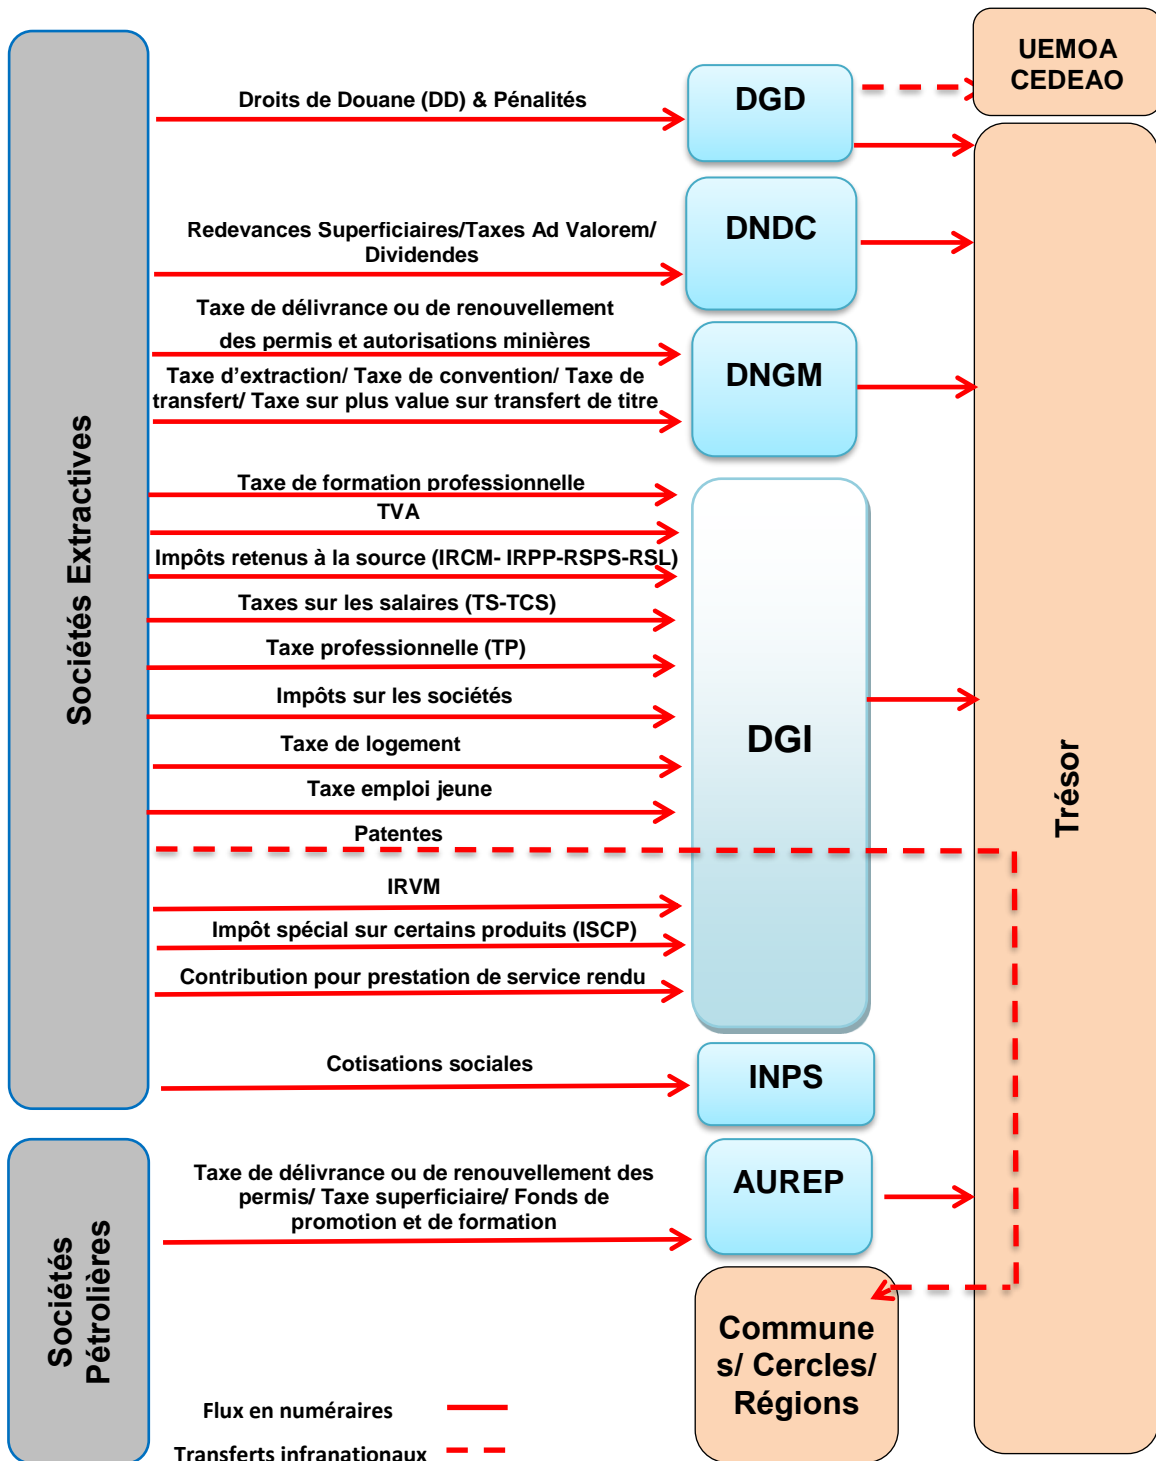 UEMOA
CEDEAO
Droits de Douane (DD) & Pénalités
DGD
Redevances Superficiaires/Taxes Ad Valorem/
Dividendes
DNDC
Taxe de délivrance ou de renouvellement
des permis et autorisations minières
Taxe d'extraction/ Taxe de convention/ Taxe de
transfert/ Taxe sur plus value sur transfert de titre
DNGM
Sociétés Extractives
Taxe de formation professionnelle
TVA
Impôts retenus à la source (IRCM- IRPP-RSPS-RSL)
Taxes sur les salaires (TS-TCS)
Taxe professionnelle (TP)
Impôts sur les sociétés
Taxe de logement
Taxe emploi jeune
Patentes
IRVM
Impôt spécial sur certains produits (ISCP)
Contribution pour prestation de service rendu
DGI
Trésor
Cotisations sociales
INPS
Sociétés
Pétrolières
Taxe de délivrance ou de renouvellement des
permis/ Taxe superficiaire/ Fonds de
promotion et de formation
AUREP
Commune
s/ Cercles/
Régions
Flux en numéraires
Transferts infranationaux